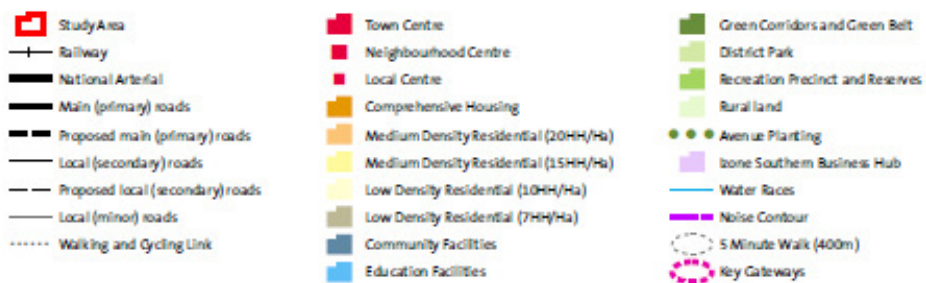 Study Area
Railway
National Arterial
Main (primary) roads
Proposed main (primary) roads
Local (secondary) roads
Proposed local (secondary) roads
Local (minor) roads
Walking and Cycling Link
Town Centre
Neighbourhood Centre
Local Centre
Comprehensive Housing
Medium Density Residential (20HH/Ha)
Medium Density Residential (15HH/Ha)
Low Density Residential (10HH/Ha)
Low Density Residential (7HH/Ha)
Community Facilities
Education Facilities
Green Corridors and Green Belt
District Park
Recreation Precinct and Reserves
Rural land
Avenue Planting
Izone Southern Business Hub
Water Races
Noise Contour
5 Minute Walk (400m)
Key Gateways